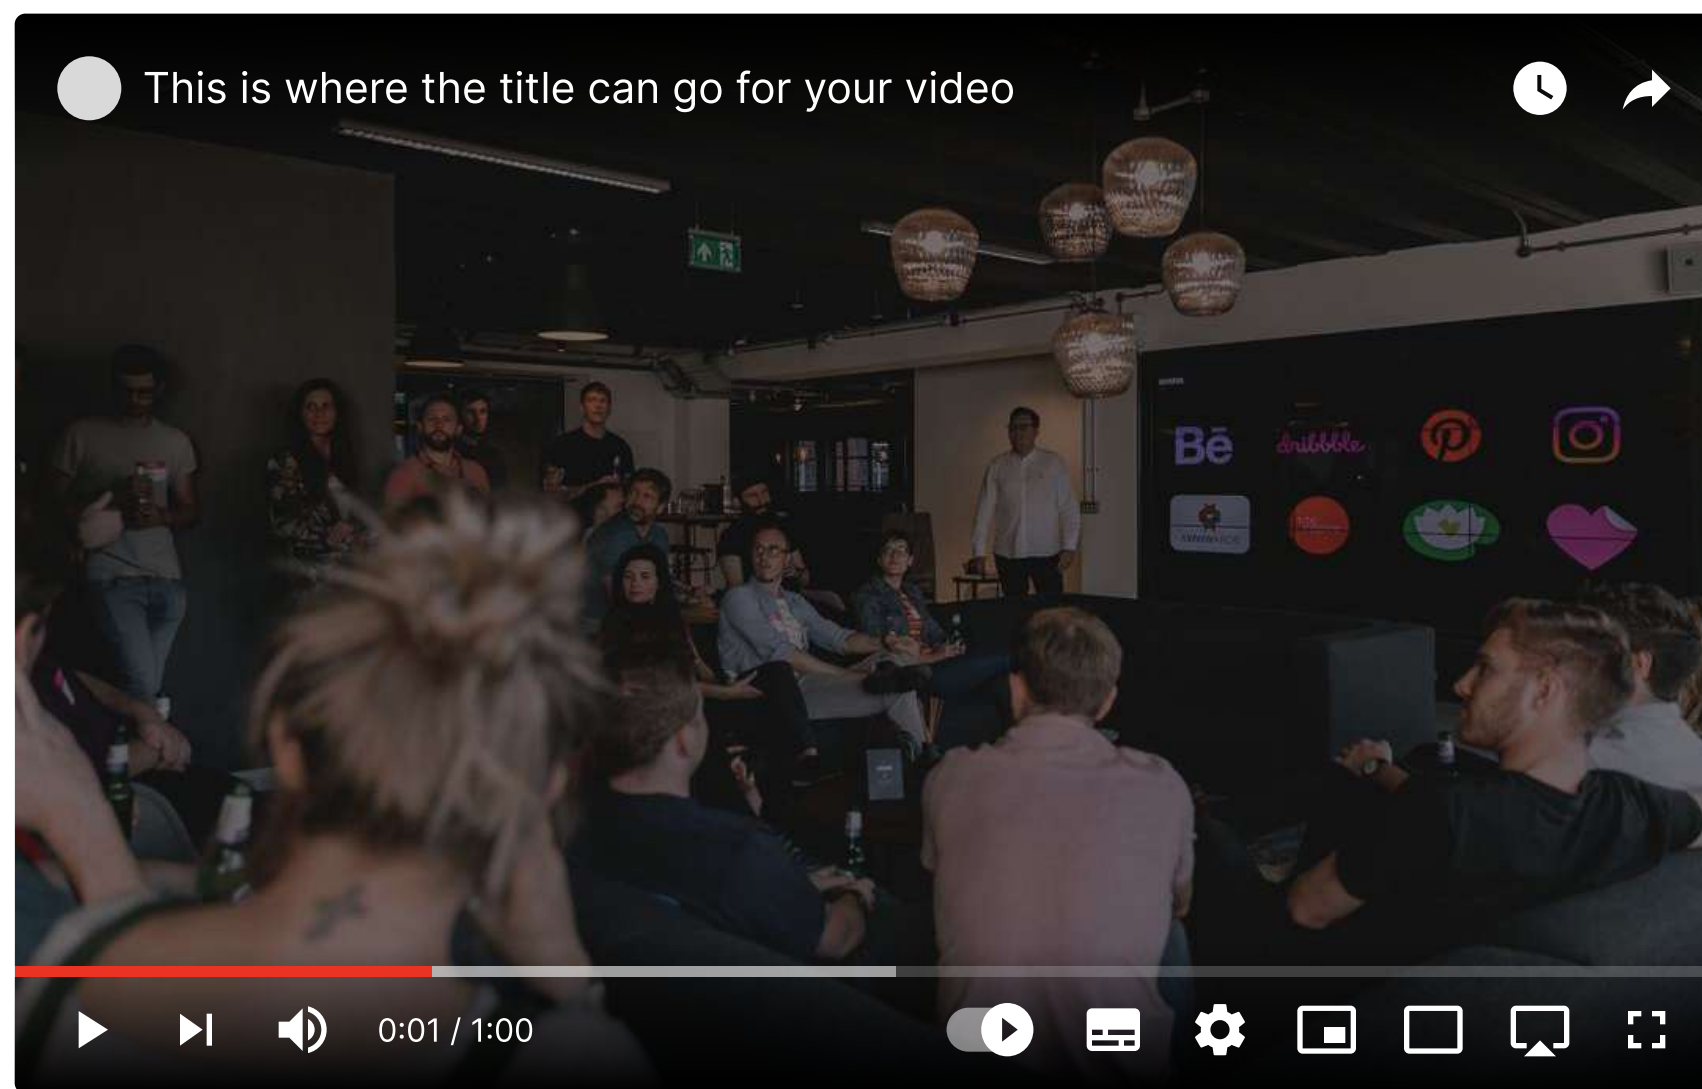 This is where the title can go for your video
Bē
dribbble
0:01 / 1:00